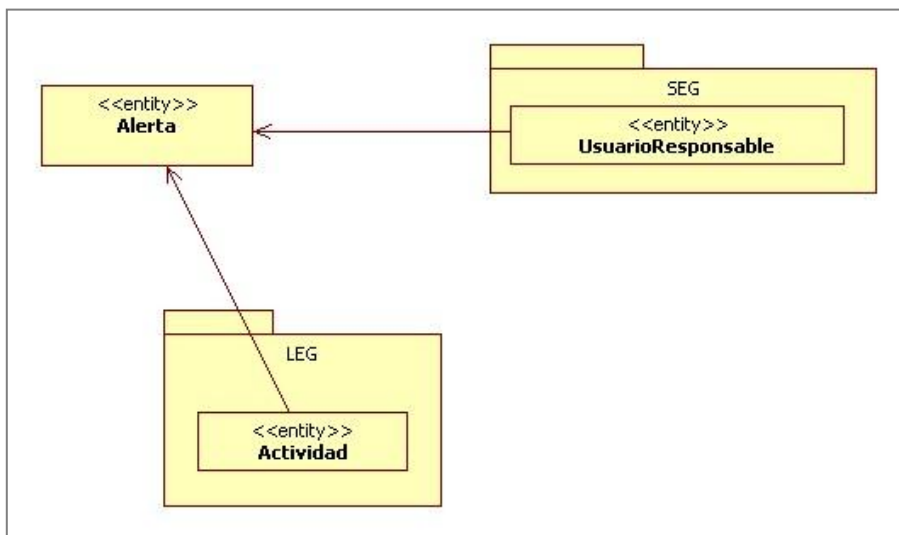 <<entity>>
Alerta
SEG
<<entity>>
UsuarioResponsable
LEG
<<entity>>
Actividad